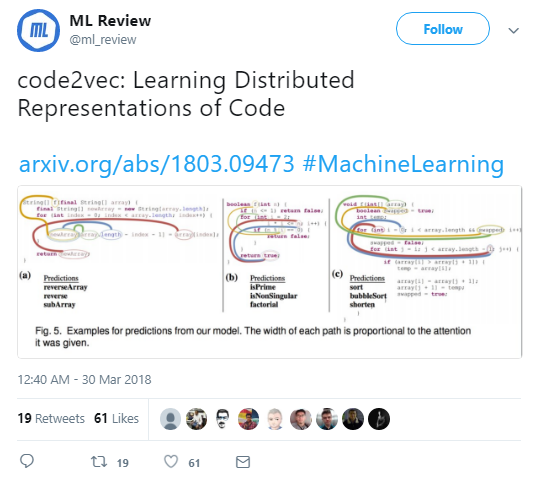 ML Review
@ml_review
Follow
code2vec: Learning Distributed
Representations of Code
arxiv.org/abs/1803.09473 #MachineLearning
String[] f(final String[] array) {
final String[] newArray = new String[array.length];
for (int index = 0; index < array.length; index++) {
newArray[array.length - index - 1] = array[index];
}
return newArray;
}
(a) Predictions
reverseArray
reverse
subArray
boolean f(int n) {
if (n <= 1) return false;
for (int i = 2;
return false;
}
return true;
}
(b) Predictions
isPrime
isNonSingular
factorial
void f(int[] array) {
boolean swapped = true;
int temp;
for (int i = 0; i < array.length && swapped; i++) {
swapped = false;
for (int j = 1; j < array.length - i; j++) {
if (array[j] > array[j + 1]) {
temp = array[j];
array[j] = array[j + 1];
array[j + 1] = temp;
swapped = true;
(c) Predictions
sort
bubbleSort
shorten
Fig. 5. Examples for predictions from our model. The width of each path is proportional to the attention
it was given.
12:40 AM - 30 Mar 2018
19 Retweets 61 Likes
19 61